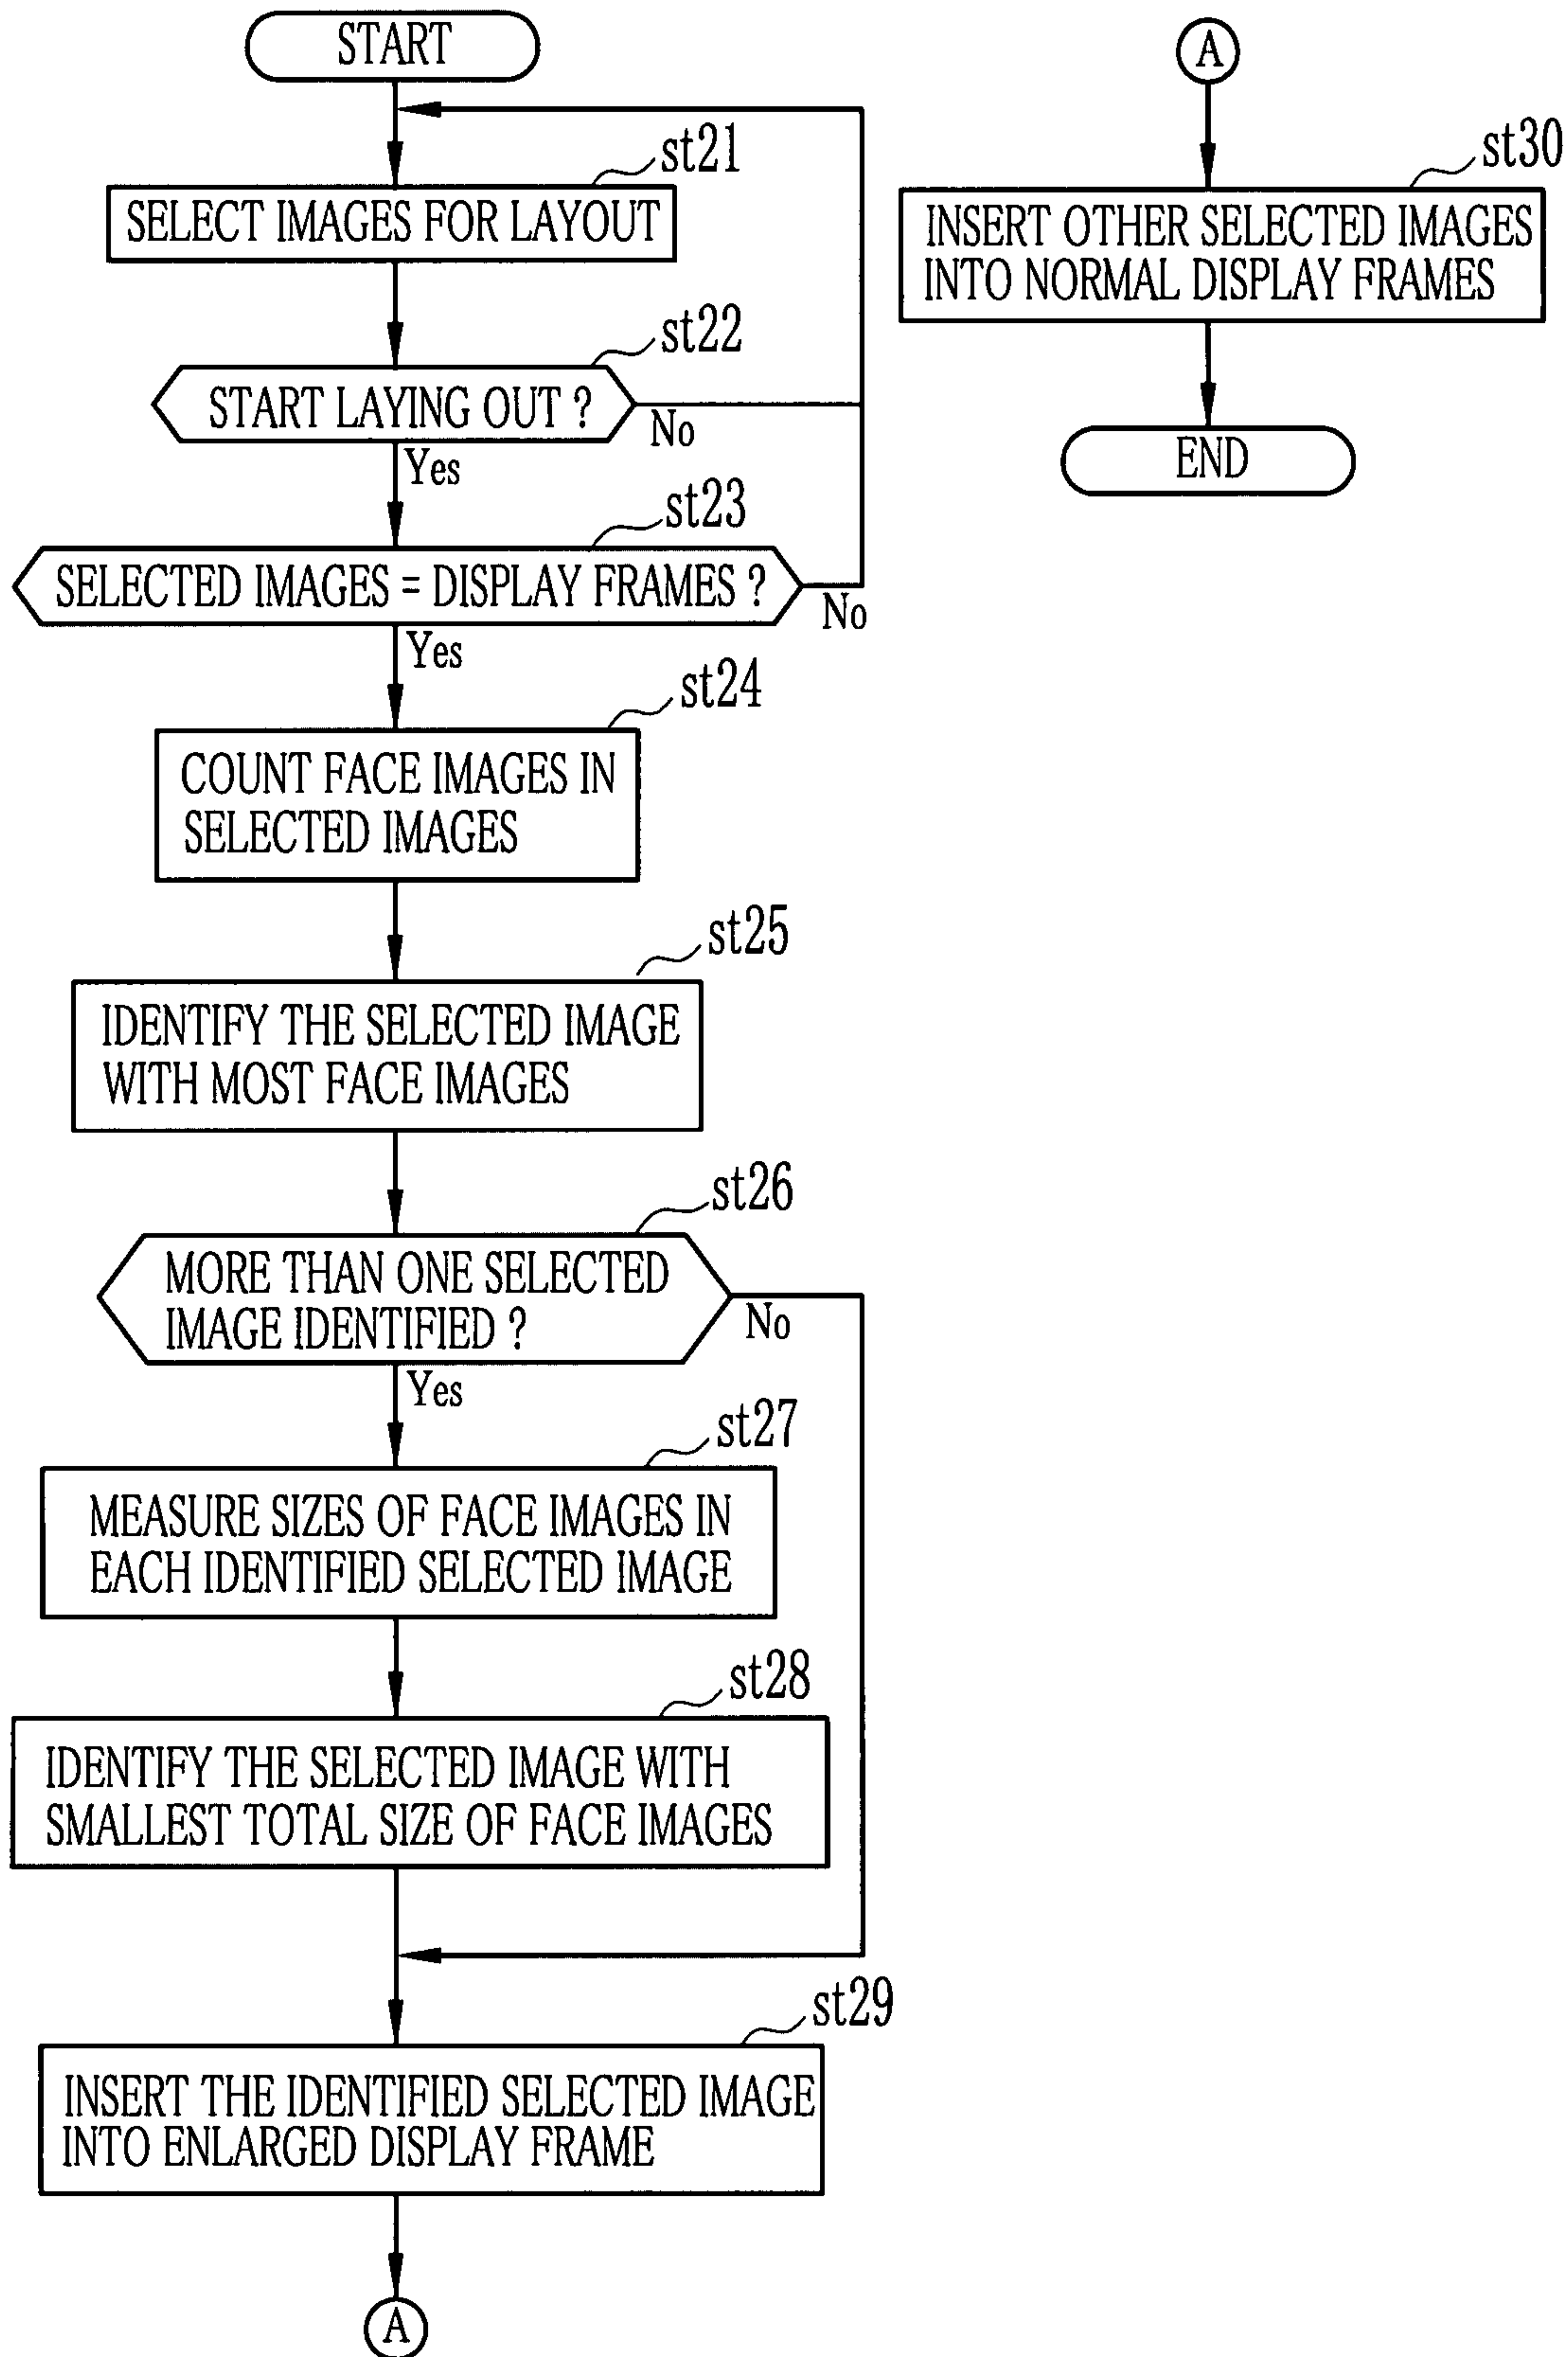 START
st21
SELECT IMAGES FOR LAYOUT
st22
START LAYING OUT ?
No
Yes
st23
SELECTED IMAGES = DISPLAY FRAMES ?
No
Yes
st24
COUNT FACE IMAGES IN
SELECTED IMAGES
st25
IDENTIFY THE SELECTED IMAGE
WITH MOST FACE IMAGES
st26
MORE THAN ONE SELECTED
IMAGE IDENTIFIED ?
No
Yes
st27
MEASURE SIZES OF FACE IMAGES IN
EACH IDENTIFIED SELECTED IMAGE
st28
IDENTIFY THE SELECTED IMAGE WITH
SMALLEST TOTAL SIZE OF FACE IMAGES
st29
INSERT THE IDENTIFIED SELECTED IMAGE
INTO ENLARGED DISPLAY FRAME
A
A
st30
INSERT OTHER SELECTED IMAGES
INTO NORMAL DISPLAY FRAMES
END